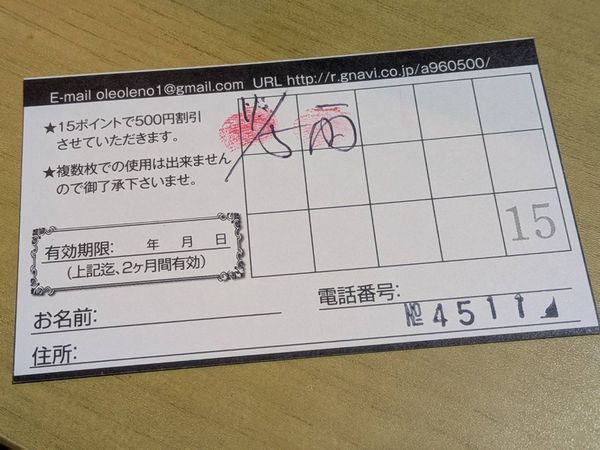 E-mail oleoleno1@gmail.com URL http://r.gnavi.co.jp/a960500/
★15ポイントで500円割引
させていただきます。
★複数枚での使用は出来ません
ので御了承下さいませ。
15
有効期限: 年 月 日
(上記迄、2ヶ月間有効)
お名前:
電話番号:
№ 4511
住所: